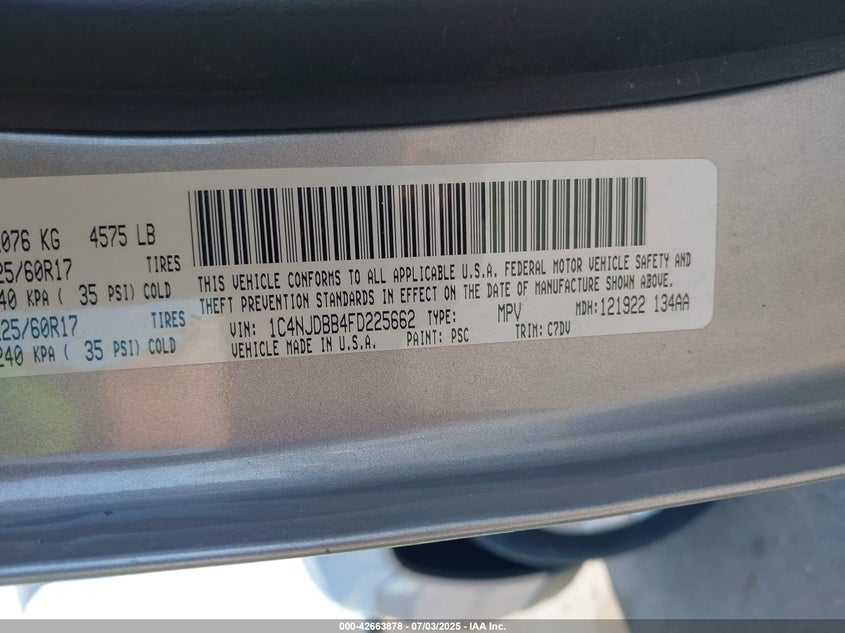 076 KG 4575 LB
25/60R17 TIRES
40 KPA ( 35 PSI) COLD
25/60R17 TIRES
240 KPA ( 35 PSI) COLD
THIS VEHICLE CONFORMS TO ALL APPLICABLE U.S.A. FEDERAL MOTOR VEHICLE SAFETY AND
THEFT PREVENTION STANDARDS IN EFFECT ON THE DATE OF MANUFACTURE SHOWN ABOVE.
VIN: 1C4NJDBB4FD225662 TYPE: MPV MDH:121922 134AA
VEHICLE MADE IN U.S.A. PAINT: PSC TRIM: C7DV
000-42663878 - 07/03/2025 - IAA Inc.